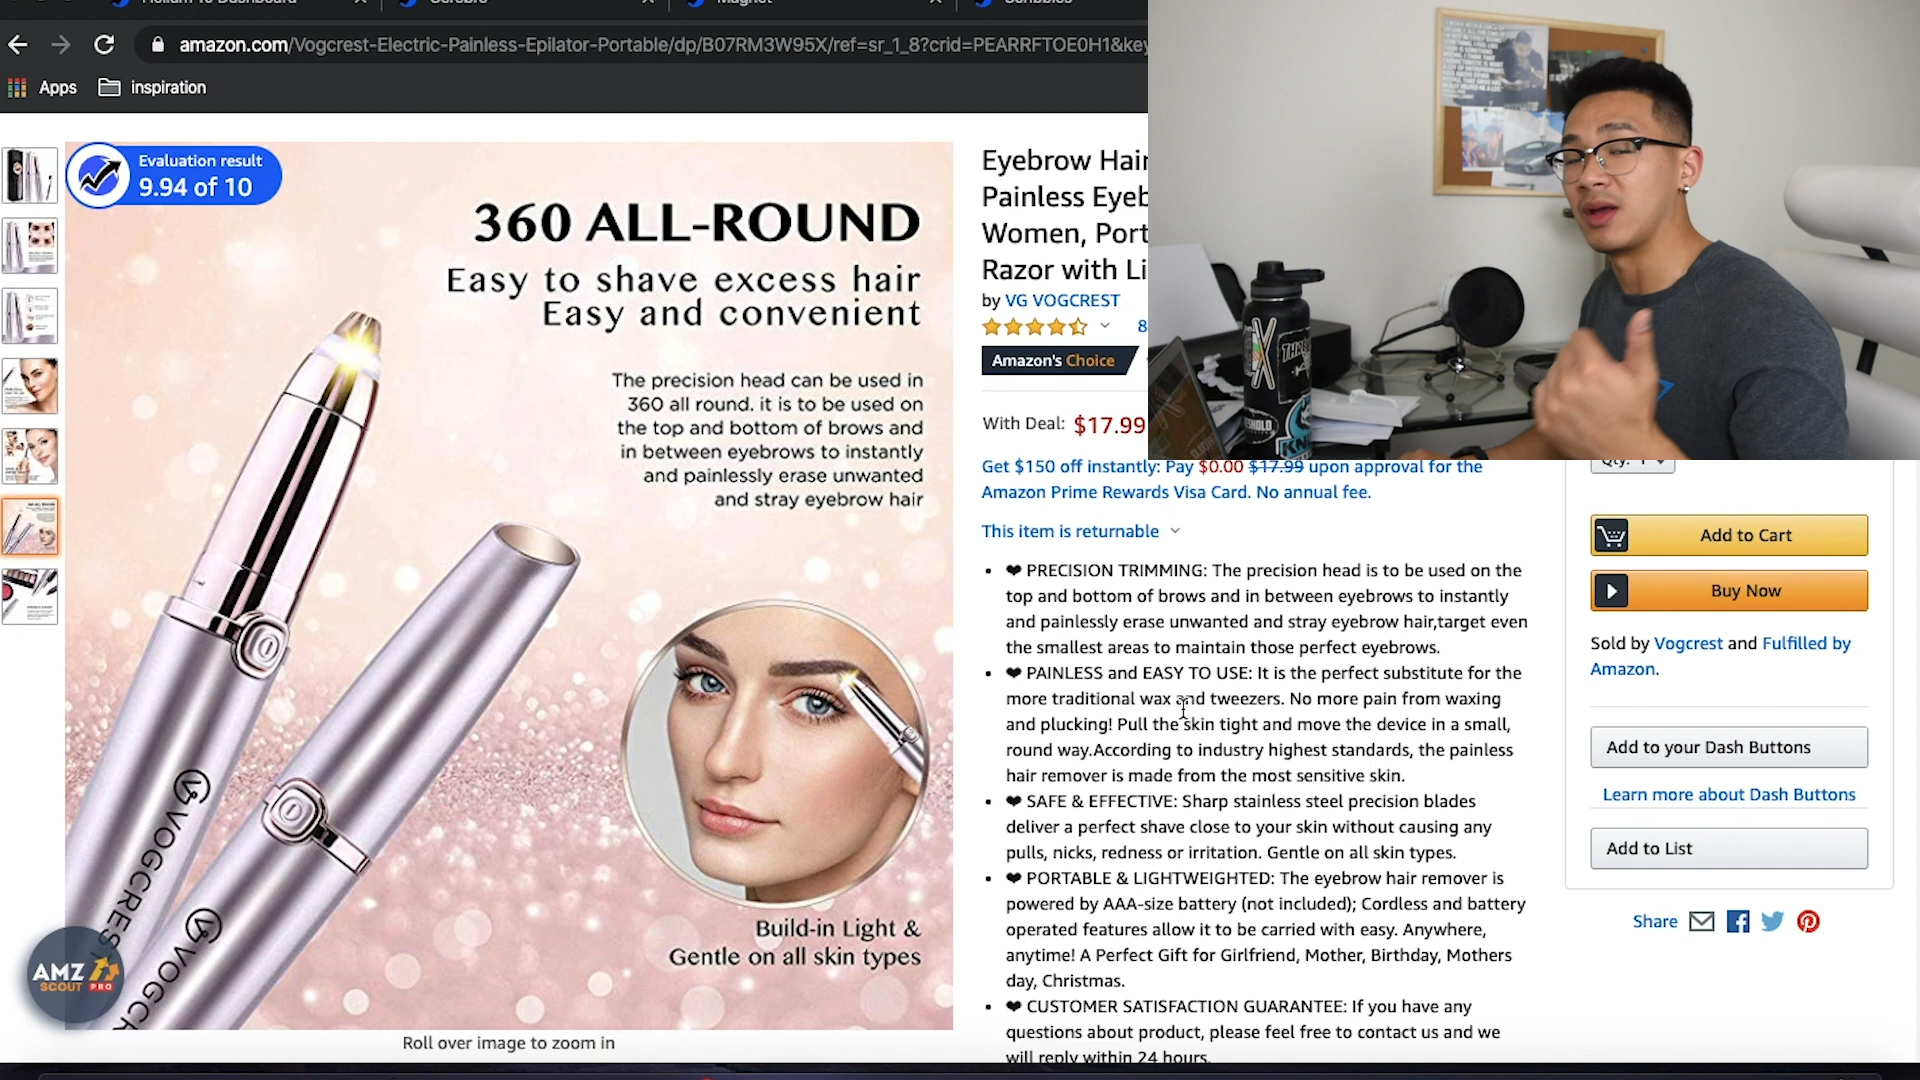 Helium 10 Dashboard
Cerebro
Magnet
Scribbles
amazon.com/Vogcrest-Electric-Painless-Epilator-Portable/dp/B07RM3W95X/ref=sr_1_8?crid=PEARRFTOE0H1&key
Apps
inspiration
Evaluation result
9.94 of 10
360 ALL-ROUND
Easy to shave excess hair
Easy and convenient
The precision head can be used in
360 all round. it is to be used on
the top and bottom of brows and
in between eyebrows to instantly
and painlessly erase unwanted
and stray eyebrow hair
VOGCRES
VOGCR
Build-in Light &
Gentle on all skin types
AMZ
SCOUT PRO
Roll over image to zoom in
Eyebrow Hair
Painless Eyeb
Women, Port
Razor with Li
by VG VOGCREST
8
Amazon's Choice
With Deal: $17.99
Get $150 off instantly: Pay $0.00 $17.99 upon approval for the
Amazon Prime Rewards Visa Card. No annual fee.
This item is returnable
• ❤ PRECISION TRIMMING: The precision head is to be used on the
top and bottom of brows and in between eyebrows to instantly
and painlessly erase unwanted and stray eyebrow hair,target even
the smallest areas to maintain those perfect eyebrows.
• ❤ PAINLESS and EASY TO USE: It is the perfect substitute for the
more traditional wax and tweezers. No more pain from waxing
and plucking! Pull the skin tight and move the device in a small,
round way.According to industry highest standards, the painless
hair remover is made from the most sensitive skin.
• ❤ SAFE & EFFECTIVE: Sharp stainless steel precision blades
deliver a perfect shave close to your skin without causing any
pulls, nicks, redness or irritation. Gentle on all skin types.
• ❤ PORTABLE & LIGHTWEIGHTED: The eyebrow hair remover is
powered by AAA-size battery (not included); Cordless and battery
operated features allow it to be carried with easy. Anywhere,
anytime! A Perfect Gift for Girlfriend, Mother, Birthday, Mothers
day, Christmas.
• ❤ CUSTOMER SATISFACTION GUARANTEE: If you have any
questions about product, please feel free to contact us and we
will reply within 24 hours.
Qty: 1
Add to Cart
Buy Now
Sold by Vogcrest and Fulfilled by
Amazon.
Add to your Dash Buttons
Learn more about Dash Buttons
Add to List
Share